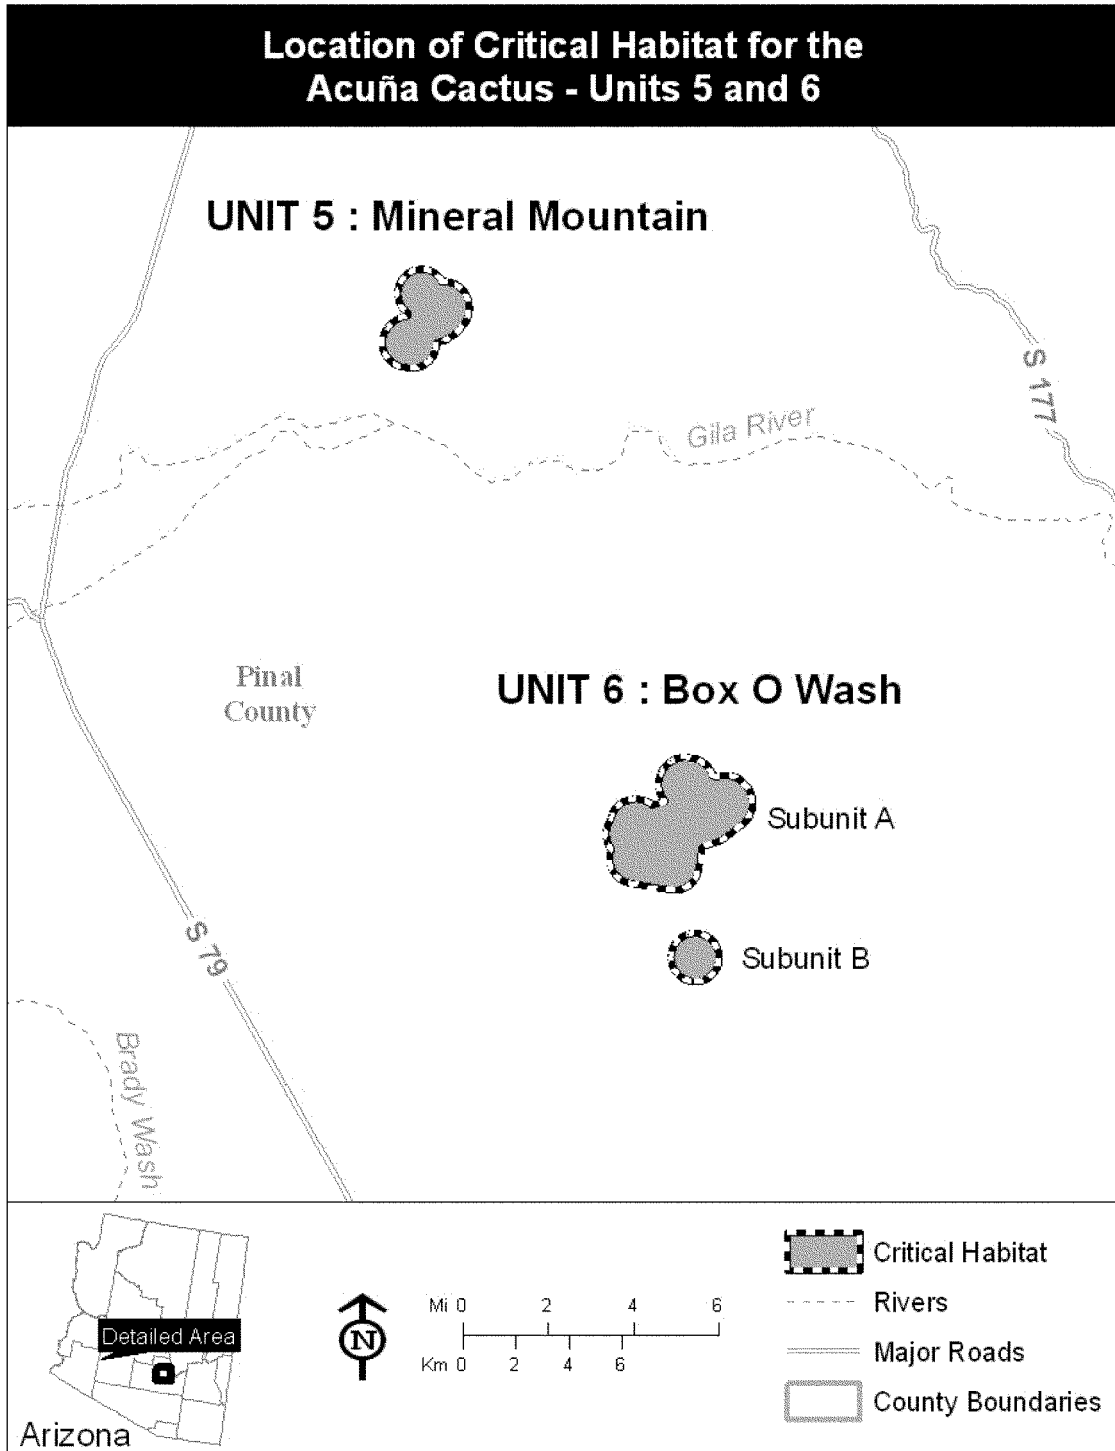 Location of Critical Habitat for the
Acuña Cactus - Units 5 and 6
UNIT 5 : Mineral Mountain
S 177
Gila River
Pinal
County
UNIT 6 : Box O Wash
Subunit A
S 79
Subunit B
Brady Wash
Detailed Area
Arizona
N
Mi 0 2 4 6
Km 0 2 4 6
Critical Habitat
Rivers
Major Roads
County Boundaries